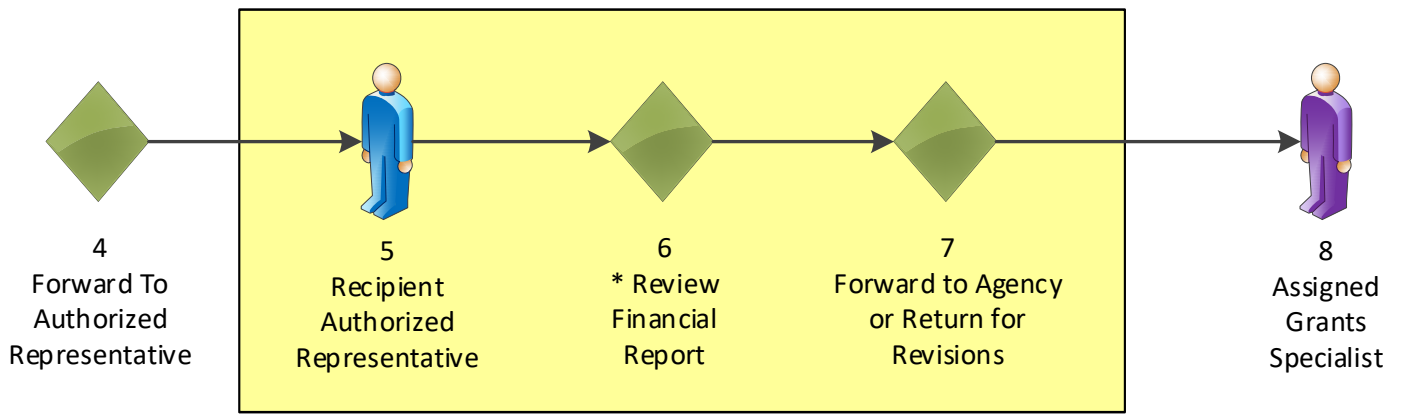 4
Forward To
Authorized
Representative
5
Recipient
Authorized
Representative
6
* Review
Financial
Report
7
Forward to Agency
or Return for
Revisions
8
Assigned
Grants
Specialist